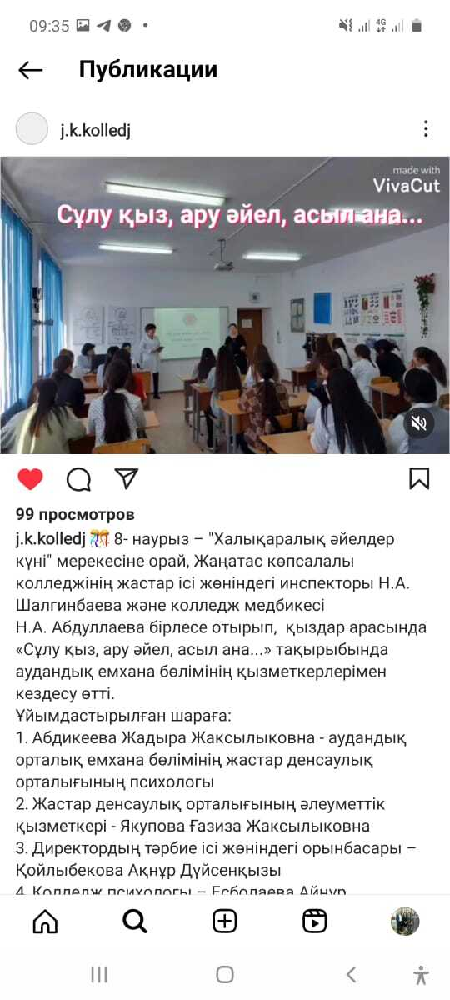 09:35
4G
Публикации
j.k.kolledj
made with
VivaCut
Сұлу қыз, ару әйел, асыл ана...
99 просмотров
j.k.kolledj 🎊 8- наурыз – "Халықаралық әйелдер
күні" мерекесіне орай, Жаңатас көпсалалы
колледжінің жастар ісі жөніндегі инспекторы Н.А.
Шалгинбаева және колледж медбикесі
Н.А. Абдуллаева бірлесе отырып, қыздар арасында
«Сұлу қыз, ару әйел, асыл ана...» тақырыбында
аудандық емхана бөлімінің қызметкерлерімен
кездесу өтті.
Ұйымдастырылған шараға:
1. Абдикеева Жадыра Жаксылыковна - аудандық
орталық емхана бөлімінің жастар денсаулық
орталығының психологы
2. Жастар денсаулық орталығының әлеуметтік
қызметкері - Якупова Ғазиза Жаксылыковна
3. Директордың тәрбие ісі жөніндегі орынбасары –
Қойлыбекова Ақнұр Дүйсенқызы
4. Колледж психологы – Есболаева Айнур